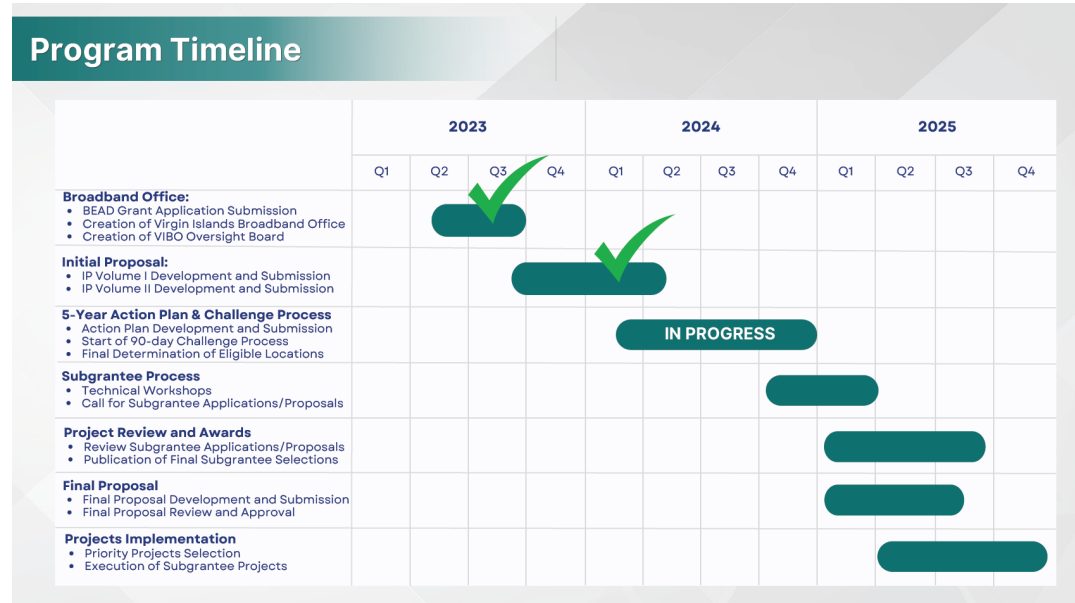 Program Timeline
2023 2024 2025
Q1 Q2 Q3 Q4 Q1 Q2 Q3 Q4 Q1 Q2 Q3 Q4
Broadband Office:
• BEAD Grant Application Submission
• Creation of Virgin Islands Broadband Office
• Creation of VIBO Oversight Board
Initial Proposal:
• IP Volume I Development and Submission
• IP Volume II Development and Submission
5-Year Action Plan & Challenge Process
• Action Plan Development and Submission
• Start of 90-day Challenge Process
• Final Determination of Eligible Locations
IN PROGRESS
Subgrantee Process
• Technical Workshops
• Call for Subgrantee Applications/Proposals
Project Review and Awards
• Review Subgrantee Applications/Proposals
• Publication of Final Subgrantee Selections
Final Proposal
• Final Proposal Development and Submission
• Final Proposal Review and Approval
Projects Implementation
• Priority Projects Selection
• Execution of Subgrantee Projects